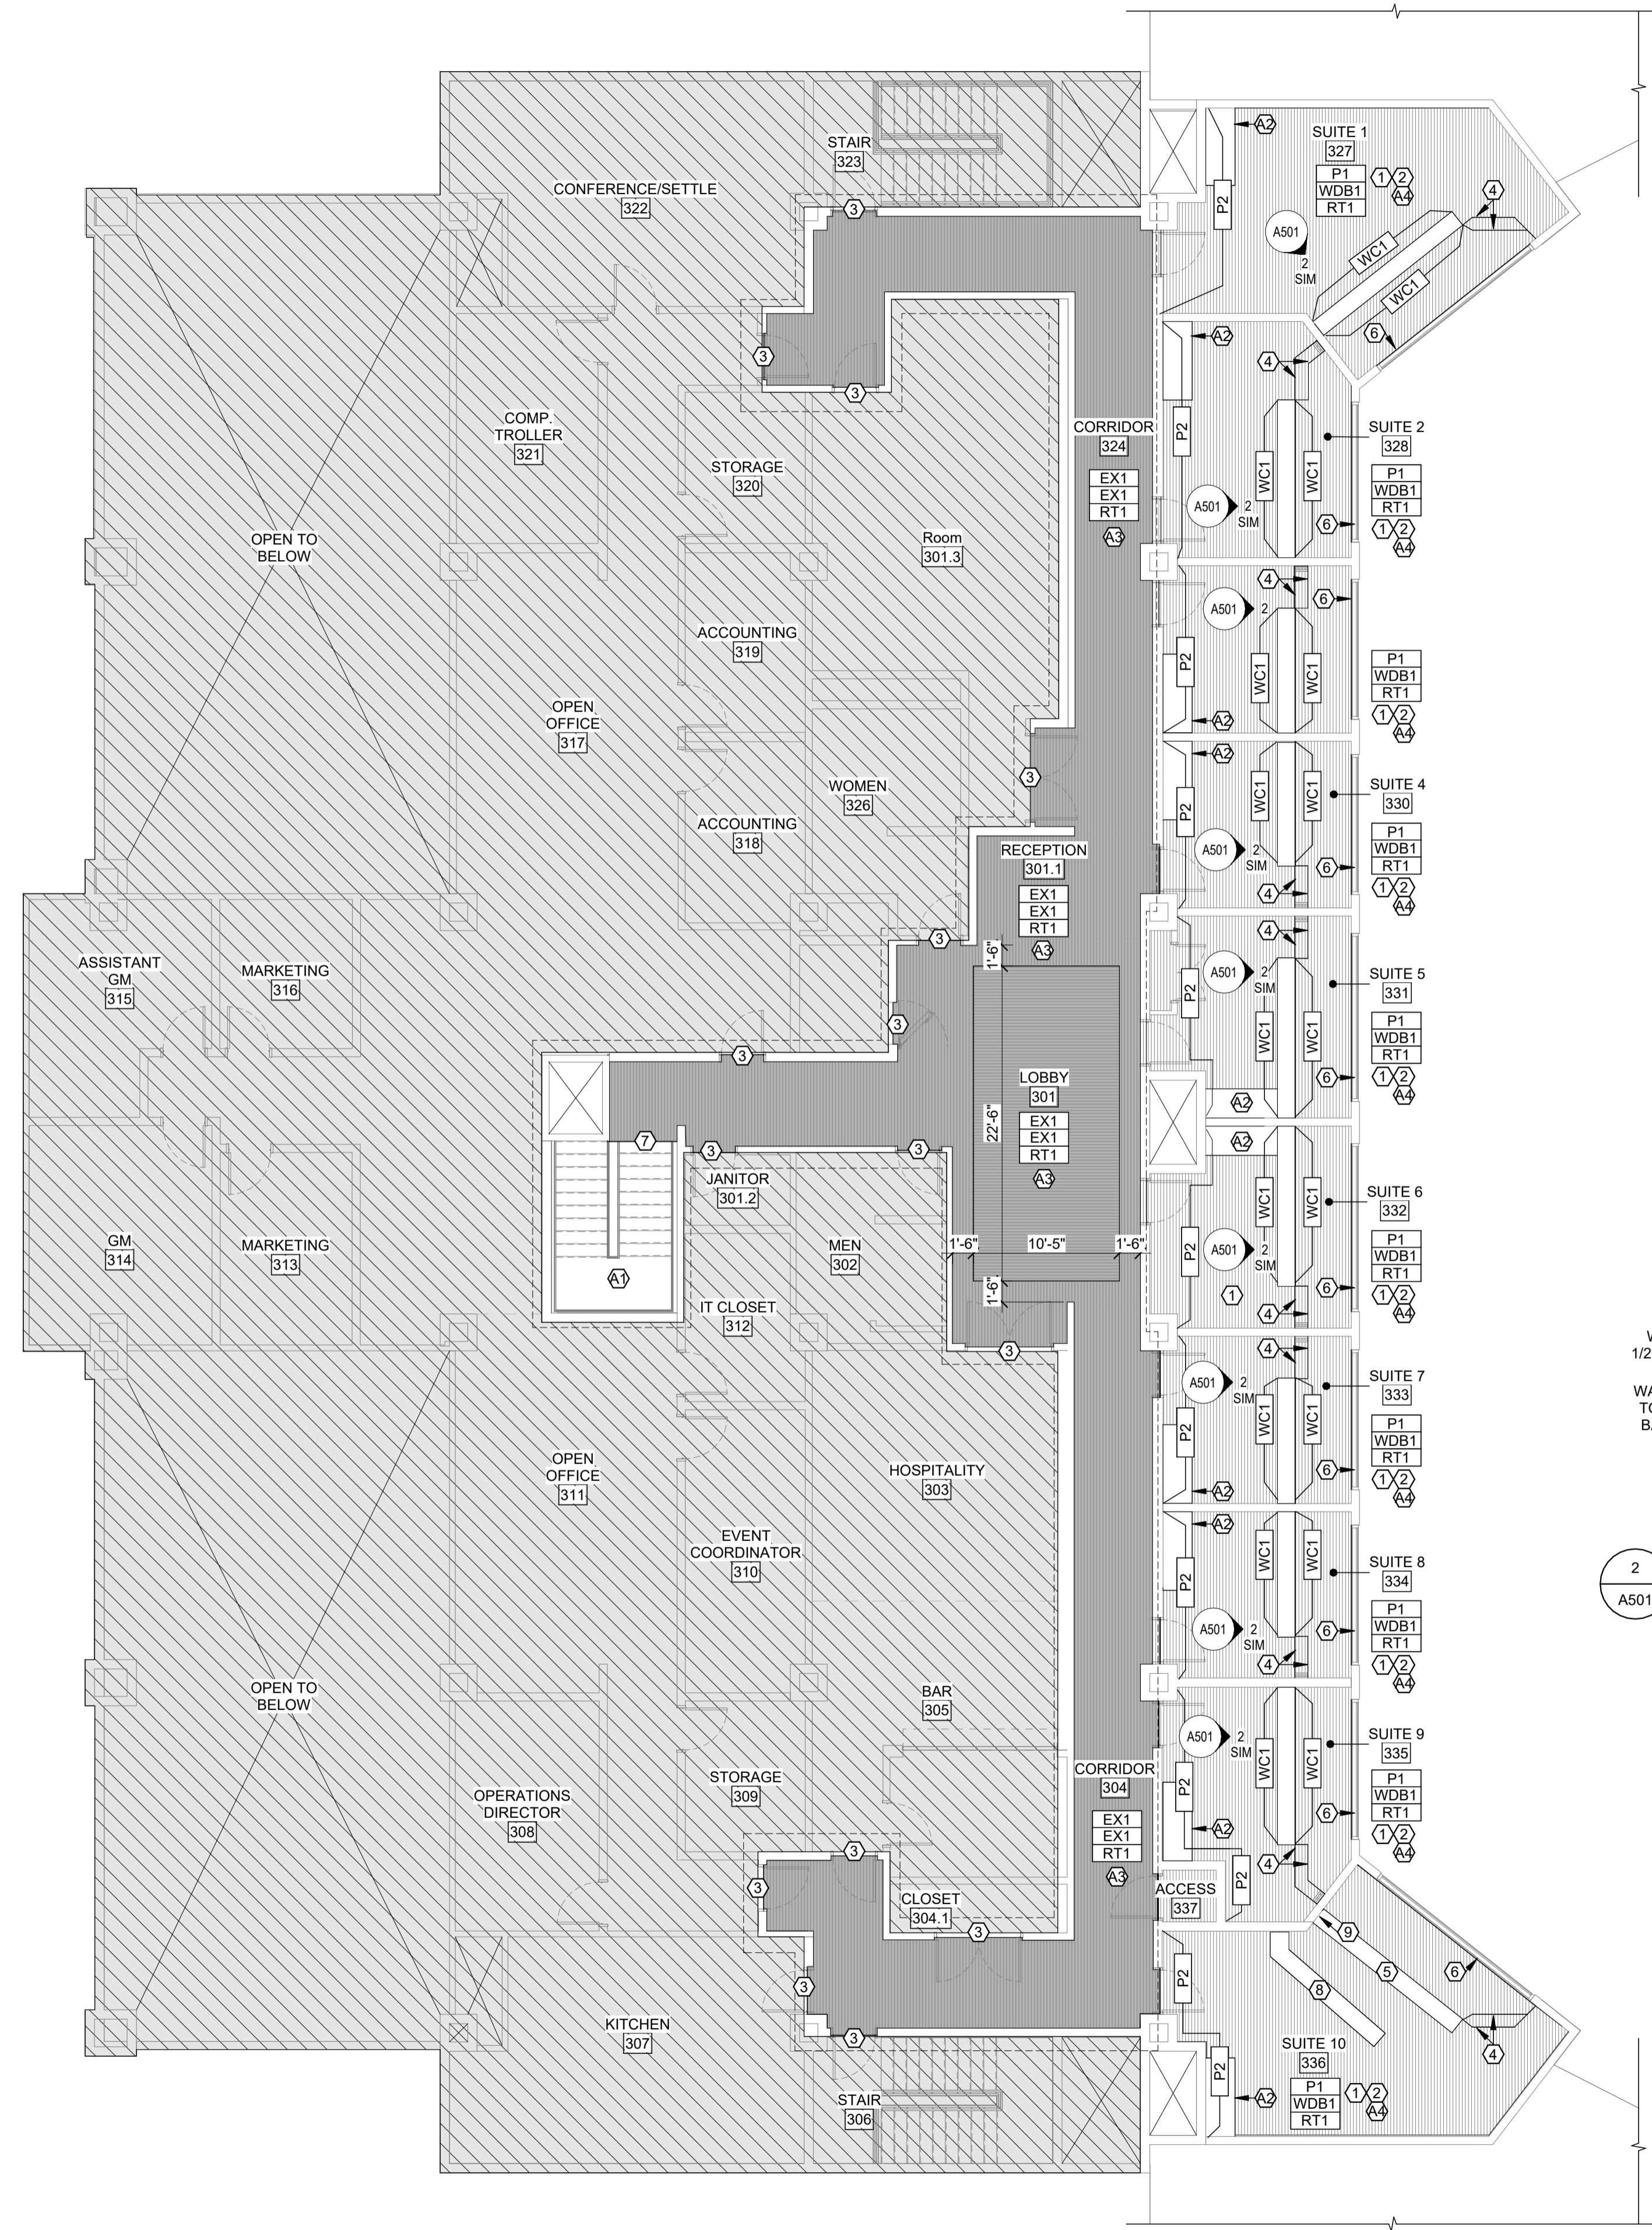 STAIR
323
CONFERENCE/SETTLE
322
A2
SUITE 1
327
P1
WDB1
RT1
1
2
A4
4
P2
A501
2
SIM
WC1
WC1
6
3
3
3
A2
4
P2
WC1
WC1
A501
2
SIM
SUITE 2
328
P1
WDB1
RT1
6
1
2
A4
COMP.
TROLLER
321
STORAGE
320
CORRIDOR
324
EX1
EX1
RT1
A3
OPEN TO
BELOW
Room
301.3
4
6
A501
2
P2
WC1
WC1
P1
WDB1
RT1
1
2
A4
A2
ACCOUNTING
319
OPEN
OFFICE
317
3
A2
P2
WC1
WC1
SUITE 4
330
WOMEN
326
ACCOUNTING
318
A501
2
SIM
P1
WDB1
RT1
6
1
2
A4
4
RECEPTION
301.1
EX1
EX1
RT1
A3
1'-6"
3
4
ASSISTANT
GM
315
MARKETING
316
P2
A501
2
SIM
SUITE 5
331
WC1
WC1
P1
WDB1
RT1
6
1
2
A4
3
3
LOBBY
301
EX1
EX1
RT1
A3
22'-6"
A2
A2
7
3
3
JANITOR
301.2
WC1
WC1
SUITE 6
332
GM
314
MARKETING
313
MEN
302
1'-6"
10'-5"
1'-6"
P2
A501
2
SIM
P1
WDB1
RT1
6
1
2
A4
1
4
A1
1'-6"
IT CLOSET
312
3
4
A501
2
SIM
SUITE 7
333
P2
WC1
WC1
P1
WDB1
RT1
6
1
2
A4
A2
1/2
OPEN
OFFICE
311
HOSPITALITY
303
EVENT
COORDINATOR
310
A2
P2
WC1
WC1
SUITE 8
334
A501
2
SIM
P1
WDB1
RT1
6
1
2
A4
4
2
A501
OPEN TO
BELOW
BAR
305
A501
2
SIM
SUITE 9
335
P2
WC1
WC1
P1
WDB1
RT1
6
1
2
A4
A2
4
STORAGE
309
OPERATIONS
DIRECTOR
308
CORRIDOR
304
EX1
EX1
RT1
A3
3
3
P2
CLOSET
304.1
ACCESS
337
3
9
5
6
8
3
P2
KITCHEN
307
3
4
SUITE 10
336
P1
WDB1
RT1
1
2
A4
P2
A2
STAIR
306